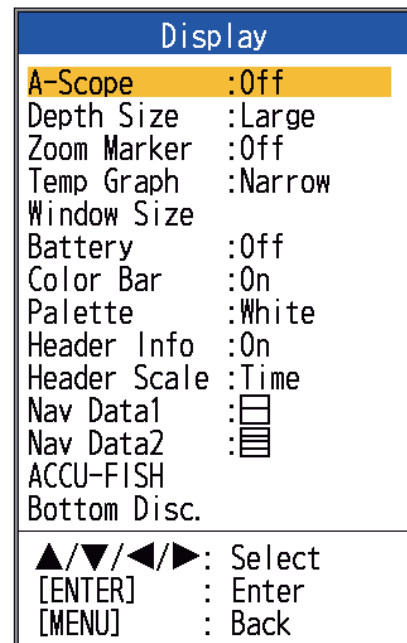 Display
A-Scope :Off
Depth Size :Large
Zoom Marker :Off
Temp Graph :Narrow
Window Size
Battery :Off
Color Bar :On
Palette :White
Header Info :On
Header Scale :Time
Nav Data1 :
Nav Data2 :
ACCU-FISH
Bottom Disc.
▲/▼/◀/▶: Select
[ENTER] : Enter
[MENU] : Back